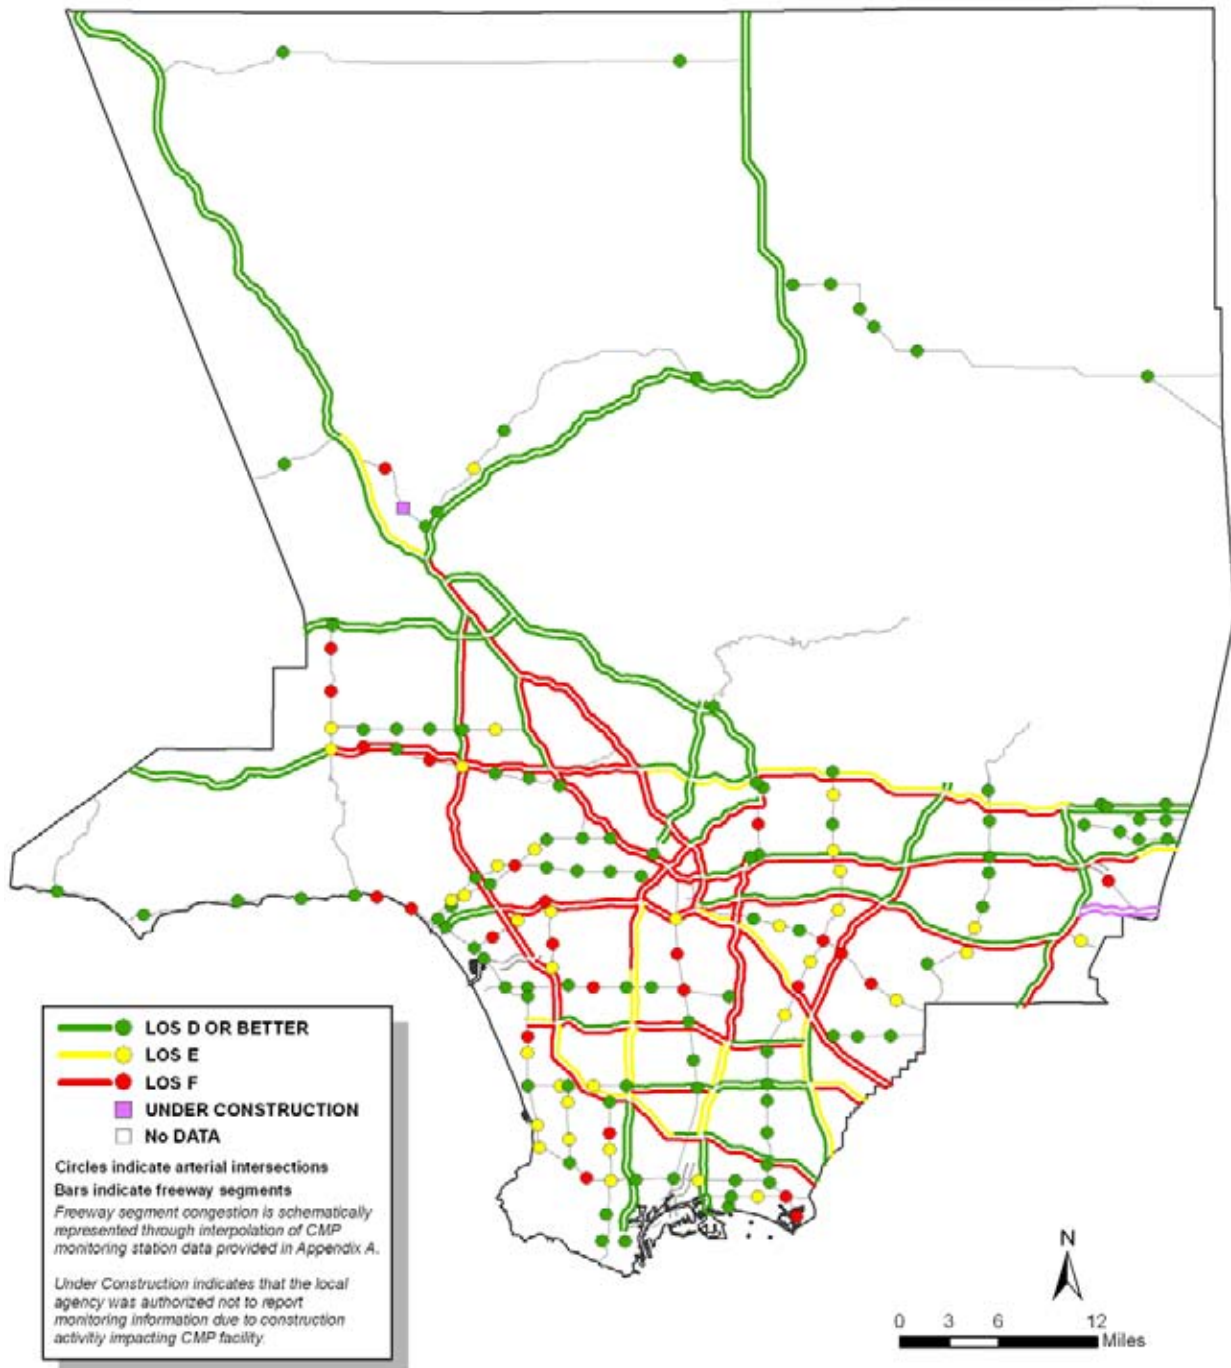 LOS D OR BETTER
LOS E
LOS F
UNDER CONSTRUCTION
No DATA
Circles indicate arterial intersections
Bars indicate freeway segments
Freeway segment congestion is schematically
represented through interpolation of CMP
monitoring station data provided in Appendix A.
Under Construction indicates that the local
agency was authorized not to report
monitoring information due to construction
activitiy impacting CMP facility.
N
0 3 6 12
Miles